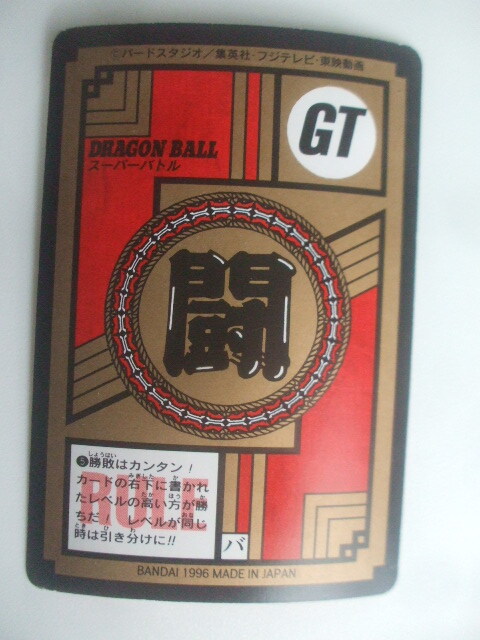 ©バードスタジオ／集英社・フジテレビ・東映動画
GT
DRAGON BALL
スーパーバトル
闘
RULE
❺勝敗はカンタン！
カードの右下に書かれ
たレベルの高い方が勝
ちだ！ レベルが同じ
時は引き分けに!!
バ
BANDAI 1996 MADE IN JAPAN